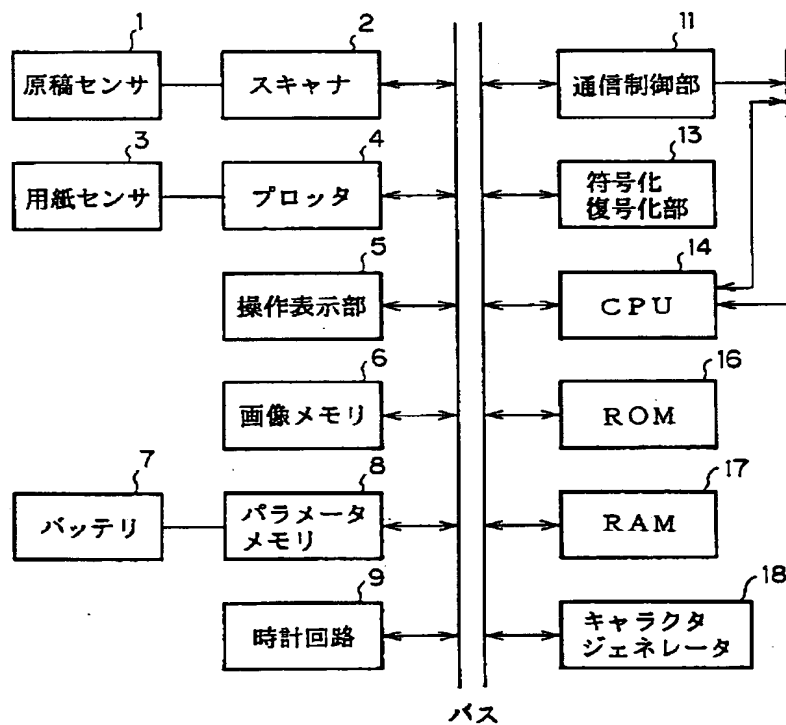 1
原稿センサ
2
スキャナ
11
通信制御部
3
用紙センサ
4
プロッタ
13
符号化
復号化部
5
操作表示部
14
CPU
6
画像メモリ
16
ROM
7
バッテリ
8
パラメータ
メモリ
17
RAM
9
時計回路
18
キャラクタ
ジェネレータ
バス